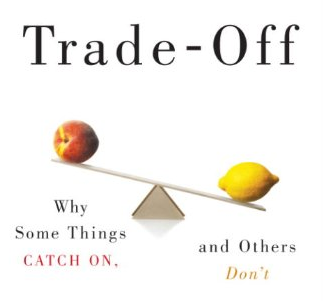 Trade-Off
Why
Some Things
CATCH ON,
and Others
Don't